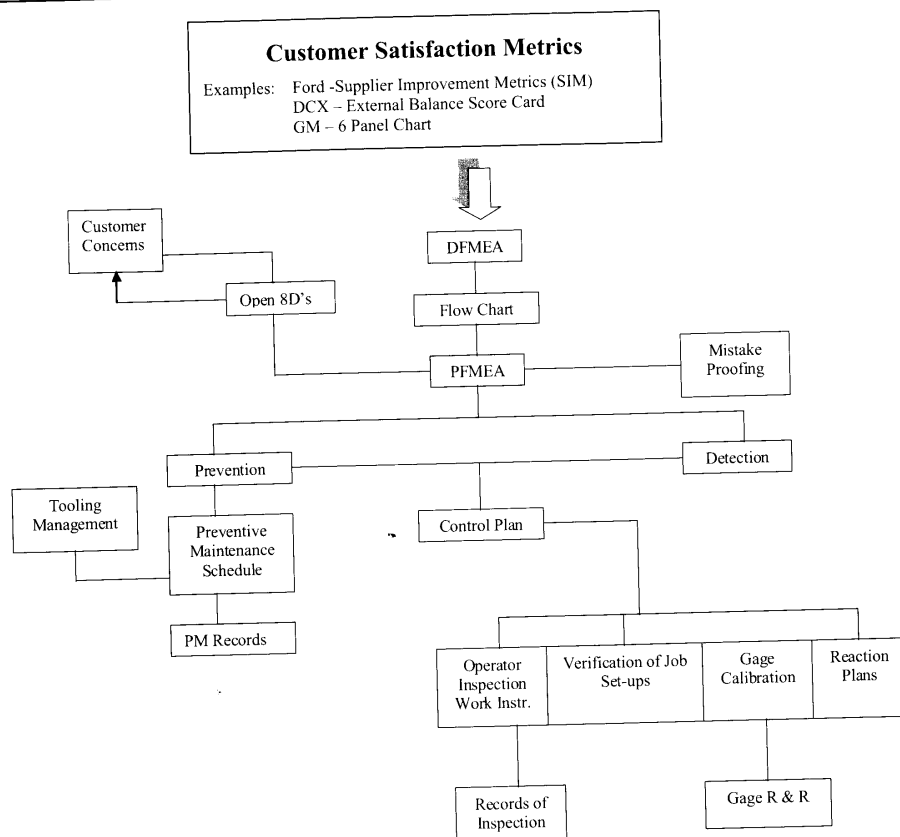 Customer Satisfaction Metrics
Examples: Ford -Supplier Improvement Metrics (SIM)
DCX – External Balance Score Card
GM – 6 Panel Chart
Customer
Concerns
DFMEA
Open 8D's
Flow Chart
PFMEA
Mistake
Proofing
Prevention
Detection
Tooling
Management
Preventive
Maintenance
Schedule
Control Plan
PM Records
Operator
Inspection
Work Instr.
Verification of Job
Set-ups
Gage
Calibration
Reaction
Plans
Records of
Inspection
Gage R & R